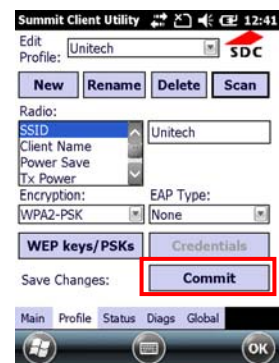 Summit Client Utility 12:41
Edit Profile: Unitech
SDC
New Rename Delete Scan
Radio:
SSID Unitech
Client Name
Power Save
Tx Power
Encryption: EAP Type:
WPA2-PSK None
WEP keys/PSKs Credentials
Save Changes: Commit
Main Profile Status Diags Global
OK